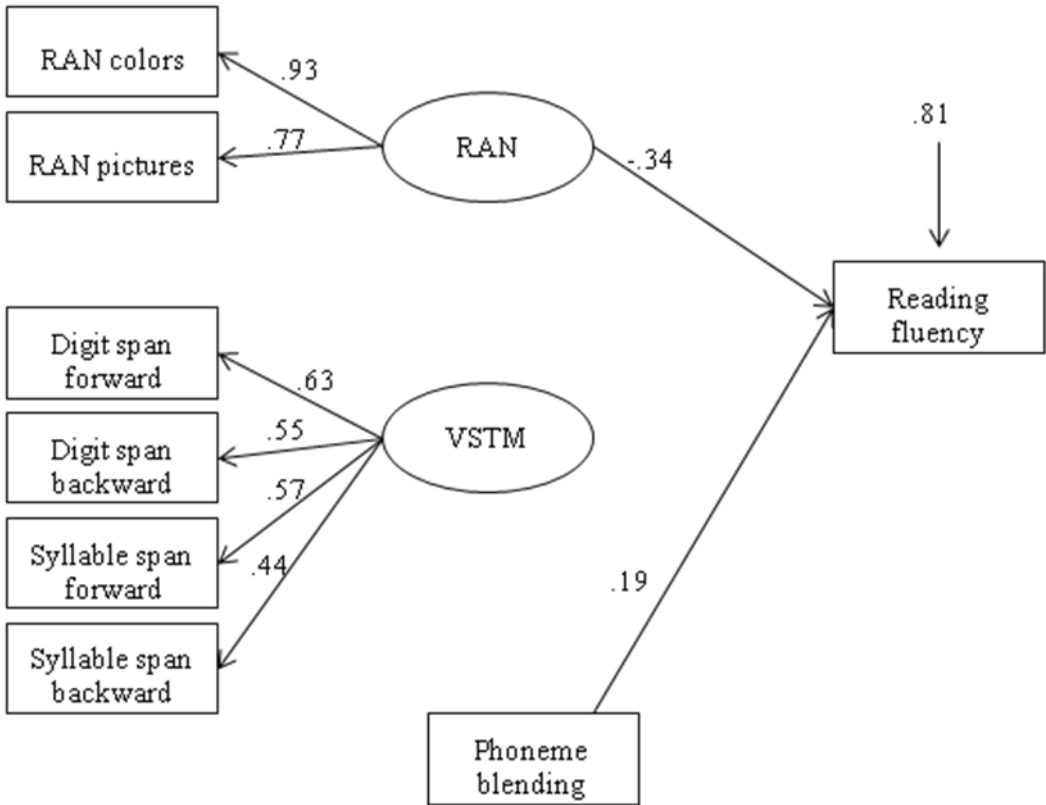 RAN colors
.93
RAN pictures
.77
RAN
-.34
.81
Reading
fluency
Digit span
forward
.63
Digit span
backward
.55
VSTM
Syllable span
forward
.57
Syllable span
backward
.44
.19
Phoneme
blending